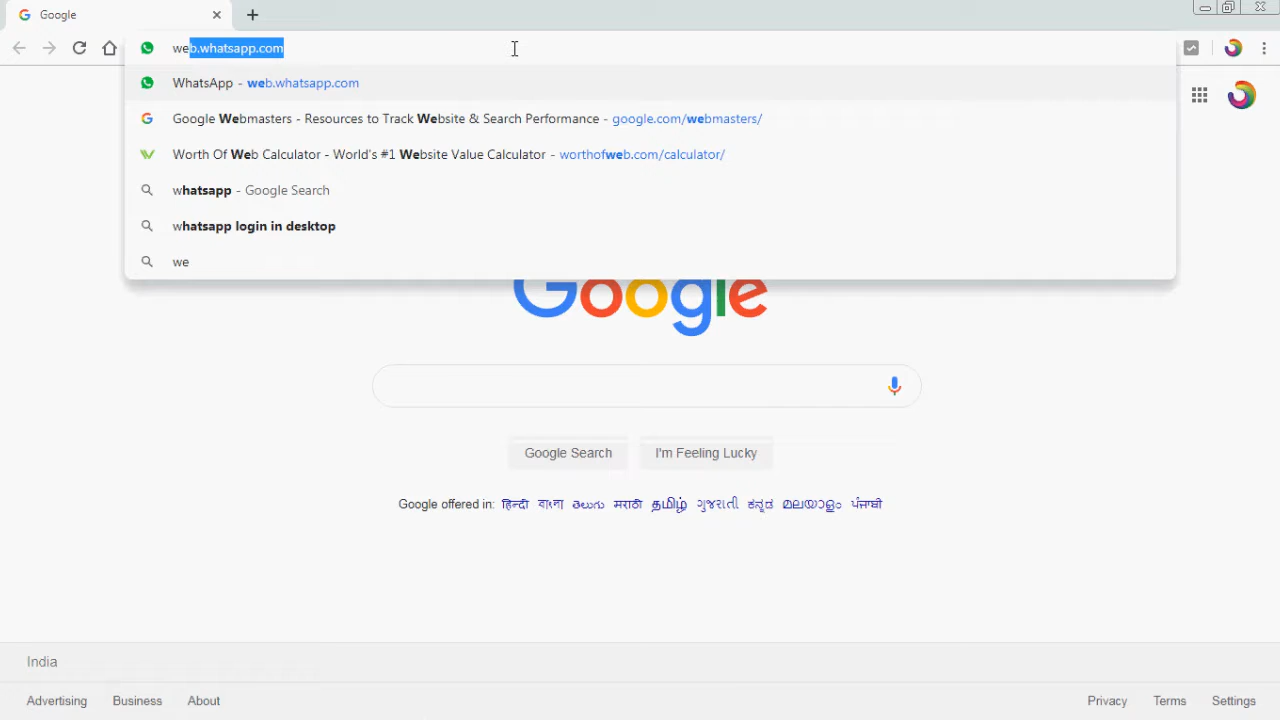 Google
web.whatsapp.com
WhatsApp - web.whatsapp.com
Google Webmasters - Resources to Track Website & Search Performance - google.com/webmasters/
Worth Of Web Calculator - World's #1 Website Value Calculator - worthofweb.com/calculator/
whatsapp - Google Search
whatsapp login in desktop
we
Google
Google Search I'm Feeling Lucky
Google offered in: हिन्दी বাংলা తెలుగు मराठी தமிழ் ગુજરાતી ಕನ್ನಡ മലയാളം ਪੰਜਾਬੀ
India
Advertising Business About Privacy Terms Settings